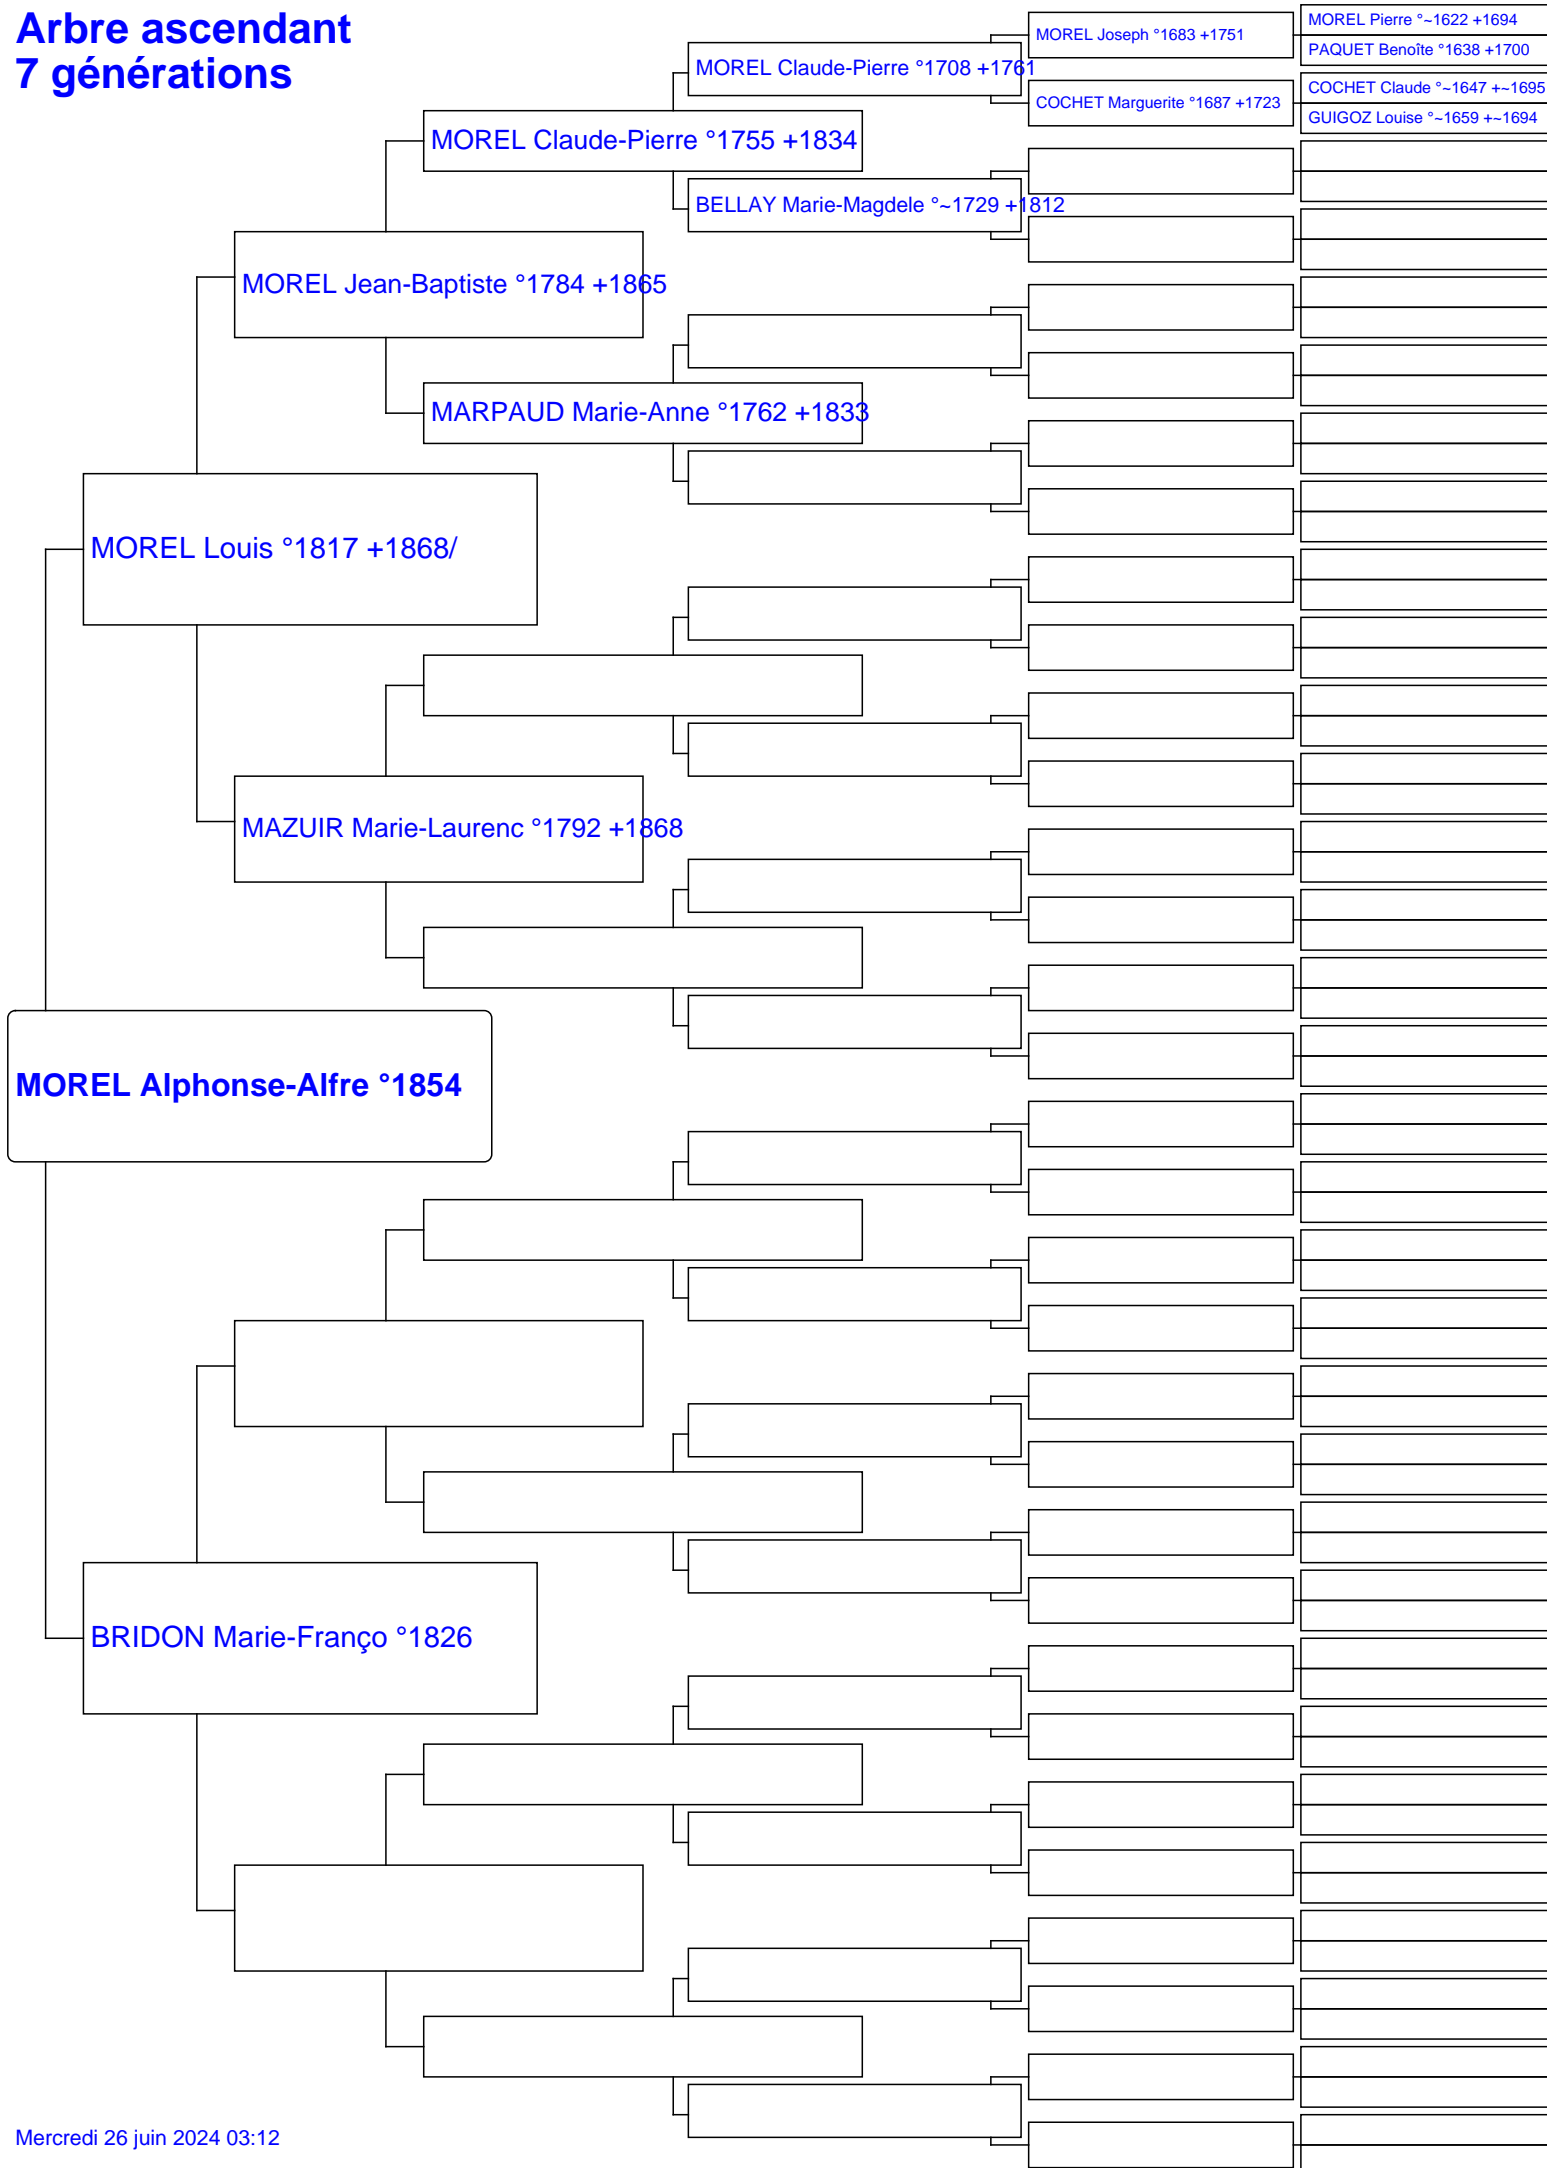 Arbre ascendant
7 générations
MOREL Joseph °1683 +1751
MOREL Pierre °~1622 +1694
PAQUET Benoîte °1638 +1700
MOREL Claude-Pierre °1708 +1761
COCHET Marguerite °1687 +1723
COCHET Claude °~1647 +~1695
GUIGOZ Louise °~1659 +~1694
MOREL Claude-Pierre °1755 +1834
BELLAY Marie-Magdele °~1729 +1812
MOREL Jean-Baptiste °1784 +1865
MARPAUD Marie-Anne °1762 +1833
MOREL Louis °1817 +1868/
MAZUIR Marie-Laurenc °1792 +1868
MOREL Alphonse-Alfre °1854
BRIDON Marie-Franço °1826
Mercredi 26 juin 2024 03:12